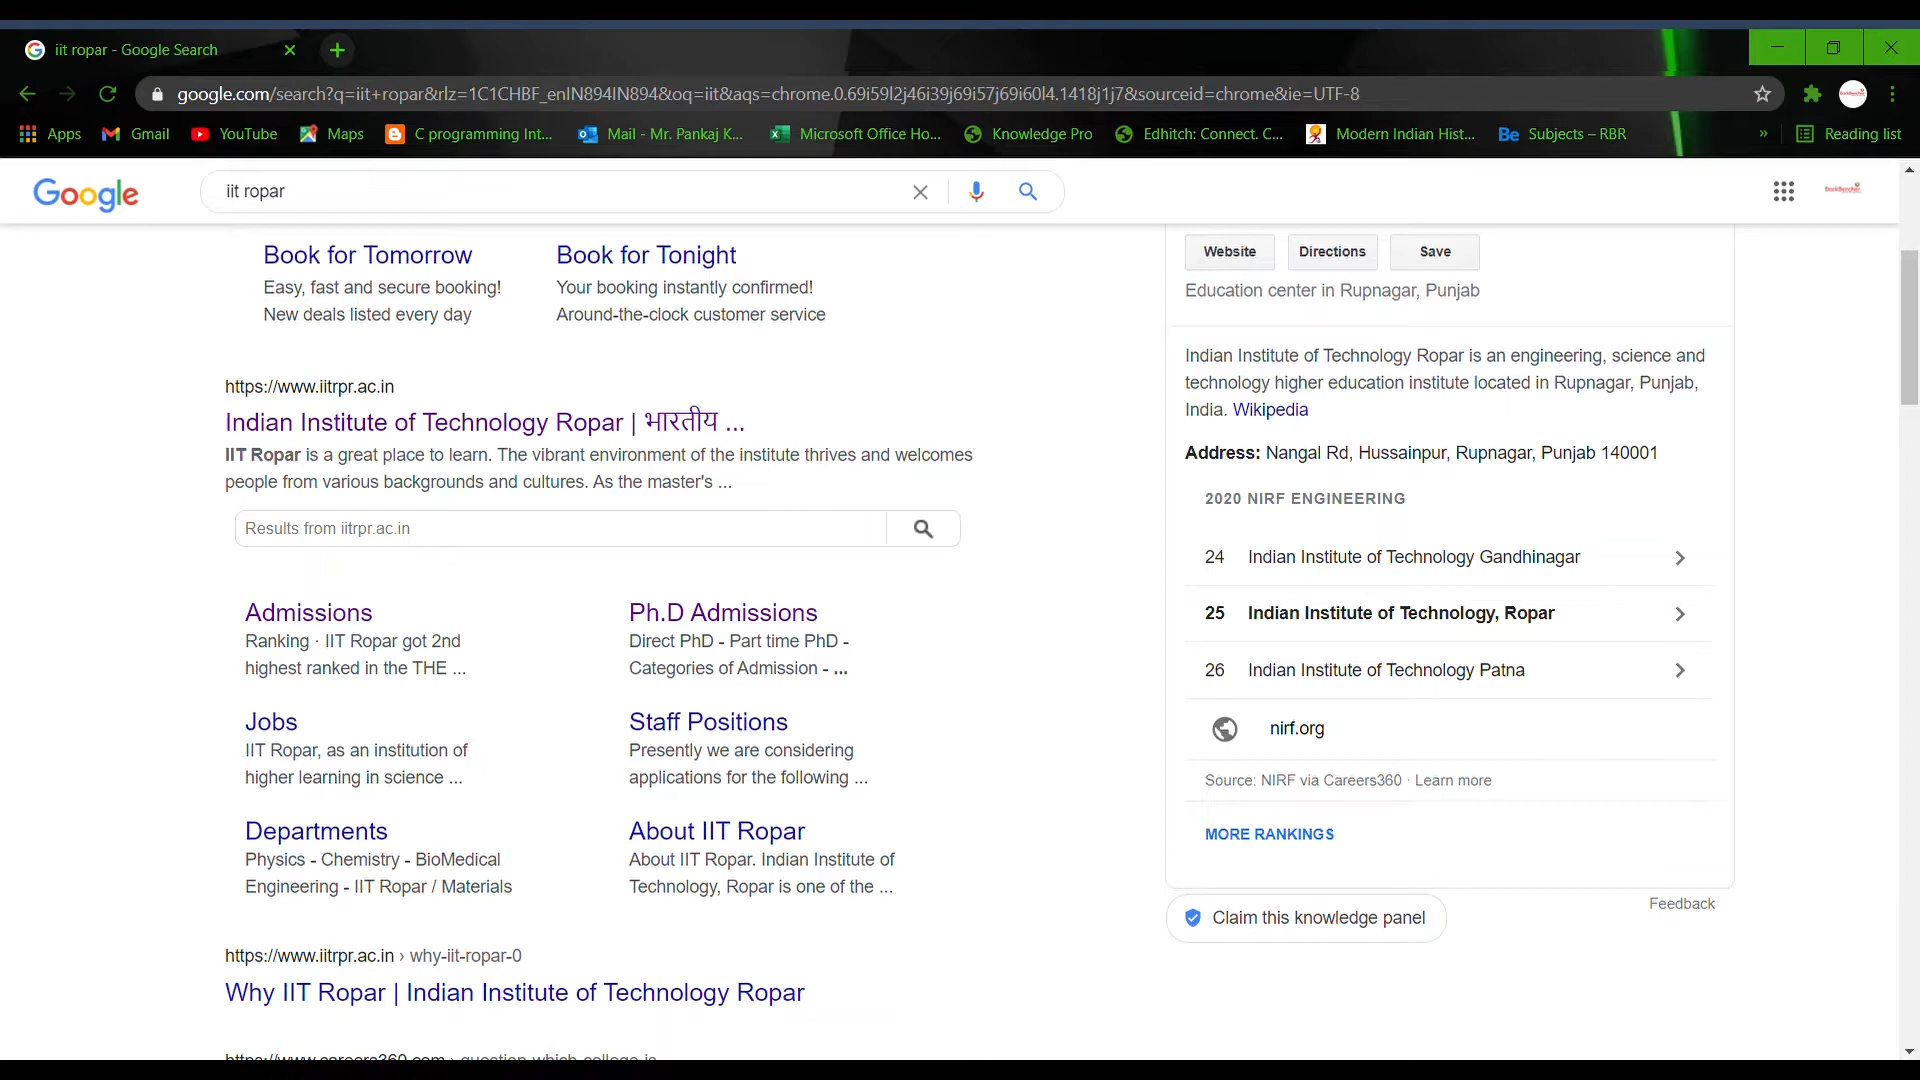 iit ropar - Google Search
google.com/search?q=iit+ropar&rlz=1C1CHBF_enIN894IN894&oq=iit&aqs=chrome.0.69i59l2j46i39j69i57j69i60l4.1418j1j7&sourceid=chrome&ie=UTF-8
Apps Gmail YouTube Maps C programming Int... Mail - Mr. Pankaj K... Microsoft Office Ho... Knowledge Pro Edhitch: Connect. C... Modern Indian Hist... Be Subjects – RBR » Reading list
Google
iit ropar
Book for Tomorrow
Easy, fast and secure booking!
New deals listed every day
Book for Tonight
Your booking instantly confirmed!
Around-the-clock customer service
https://www.iitrpr.ac.in
Indian Institute of Technology Ropar | भारतीय ...
IIT Ropar is a great place to learn. The vibrant environment of the institute thrives and welcomes
people from various backgrounds and cultures. As the master's ...
Results from iitrpr.ac.in
Admissions
Ranking · IIT Ropar got 2nd
highest ranked in the THE ...
Ph.D Admissions
Direct PhD - Part time PhD -
Categories of Admission - ...
Jobs
IIT Ropar, as an institution of
higher learning in science ...
Staff Positions
Presently we are considering
applications for the following ...
Departments
Physics - Chemistry - BioMedical
Engineering - IIT Ropar / Materials
About IIT Ropar
About IIT Ropar. Indian Institute of
Technology, Ropar is one of the ...
https://www.iitrpr.ac.in › why-iit-ropar-0
Why IIT Ropar | Indian Institute of Technology Ropar
https://www.careers360.com › question-which-college-is
Website Directions Save
Education center in Rupnagar, Punjab
Indian Institute of Technology Ropar is an engineering, science and
technology higher education institute located in Rupnagar, Punjab,
India. Wikipedia
Address: Nangal Rd, Hussainpur, Rupnagar, Punjab 140001
2020 NIRF ENGINEERING
24 Indian Institute of Technology Gandhinagar
25 Indian Institute of Technology, Ropar
26 Indian Institute of Technology Patna
nirf.org
Source: NIRF via Careers360 · Learn more
MORE RANKINGS
Feedback
Claim this knowledge panel